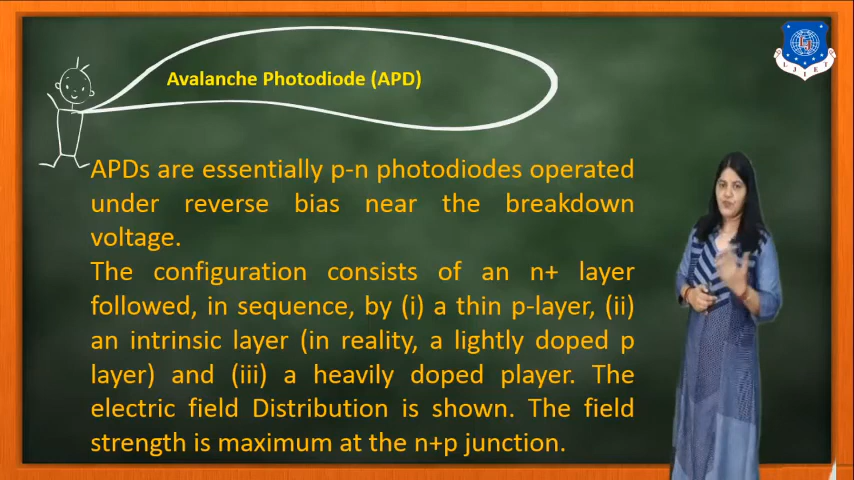 Avalanche Photodiode (APD)
APDs are essentially p-n photodiodes operated
under reverse bias near the breakdown
voltage.
The configuration consists of an n+ layer
followed, in sequence, by (i) a thin p-layer, (ii)
an intrinsic layer (in reality, a lightly doped p
layer) and (iii) a heavily doped player. The
electric field Distribution is shown. The field
strength is maximum at the n+p junction.